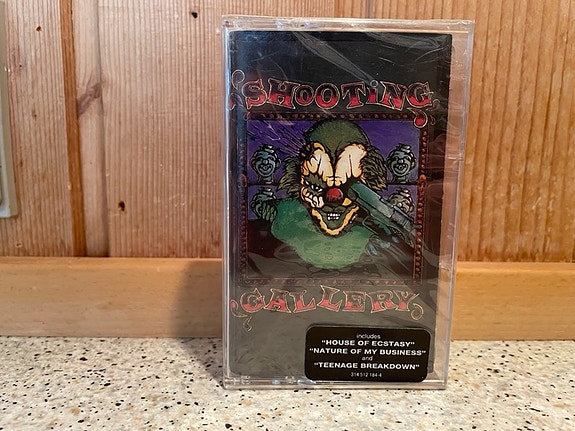 SHOOTING
GALLERY
includes
"HOUSE OF ECSTASY"
"NATURE OF MY BUSINESS"
and
"TEENAGE BREAKDOWN"
314 512 184-4